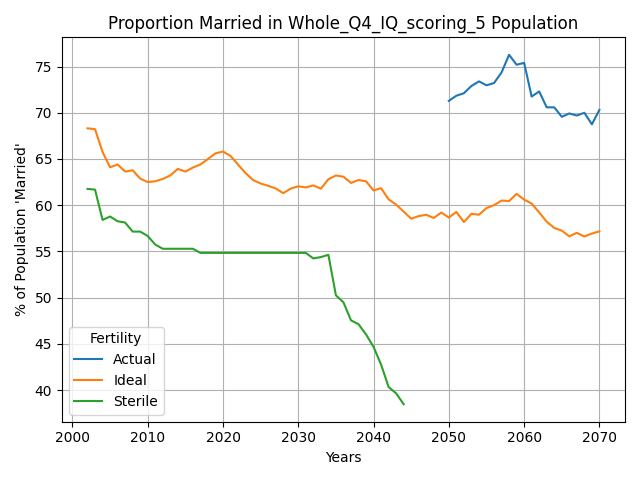 Proportion Married in Whole_Q4_IQ_scoring_5 Population
% of Population 'Married'
75
70
65
60
55
50
45
40
Fertility
Actual
Ideal
Sterile
2000 2010 2020 2030 2040 2050 2060 2070
Years